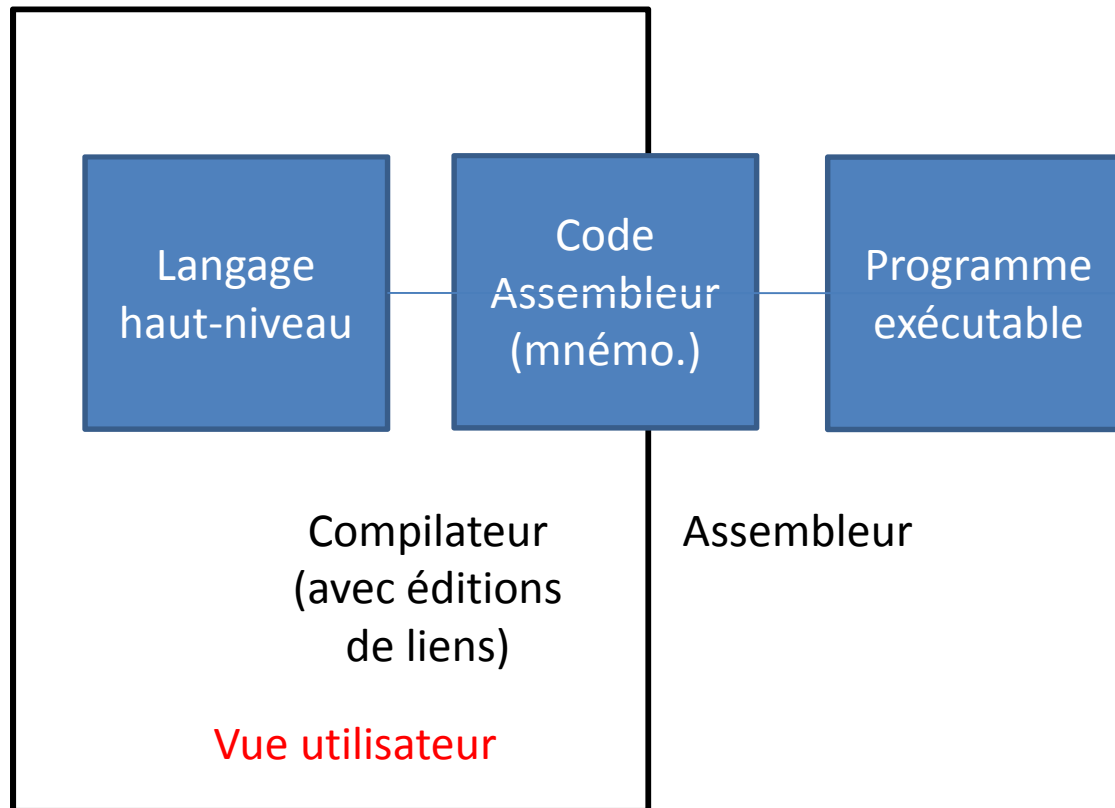 Langage
haut-niveau
Code
Assembleur
(mnémo.)
Programme
exécutable
Compilateur
(avec éditions
de liens)
Assembleur
Vue utilisateur